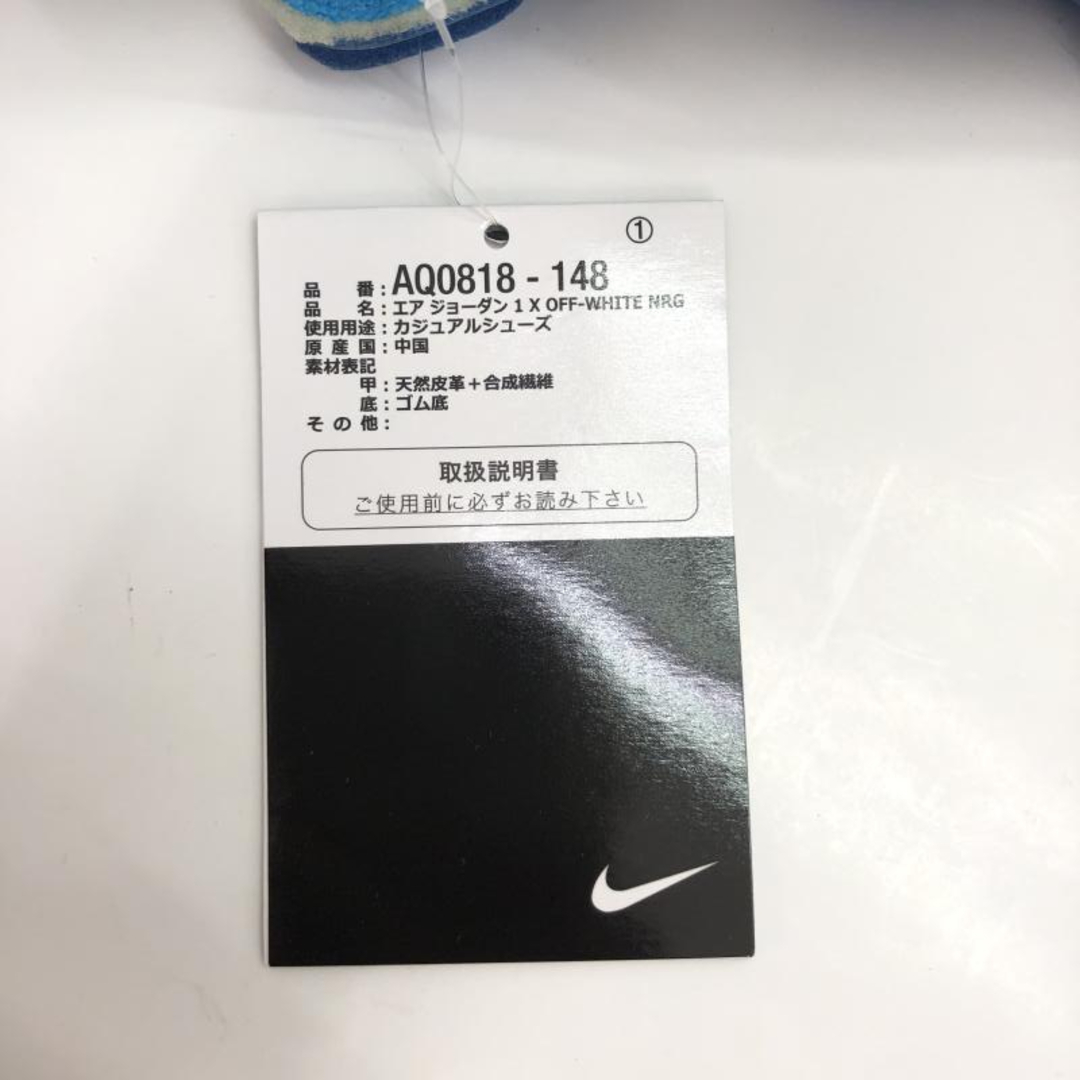 ①
品 番：AQ0818 - 148
品 名：エア ジョーダン 1 X OFF-WHITE NRG
使用用途：カジュアルシューズ
原 産 国：中国
素材表記
甲：天然皮革＋合成繊維
底：ゴム底
そ の 他：
取扱説明書
ご使用前に必ずお読み下さい